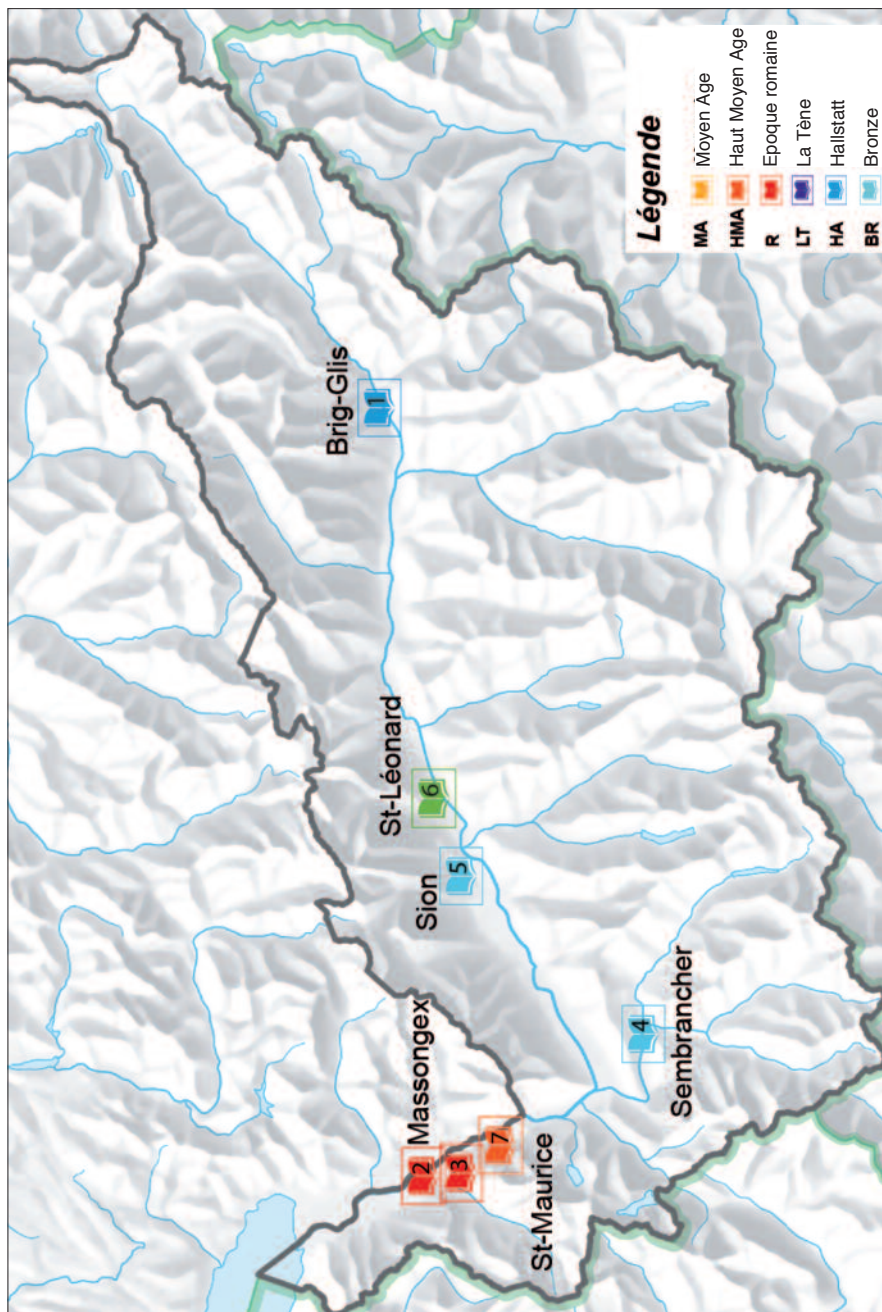 Brig-Glis
1
St-Léonard
6
Sion
5
Massongex
2
3
7
St-Maurice
Sembrancher
4
Légende
MA Moyen Age
HMA Haut Moyen Age
R Epoque romaine
LT La Tène
HA Hallstatt
BR Bronze